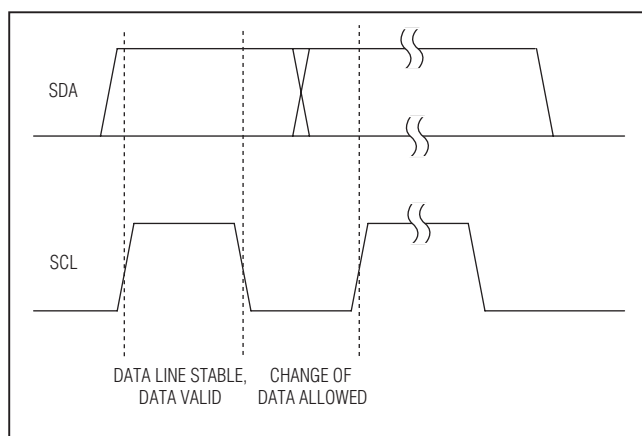 SDA
SCL
DATA LINE STABLE,
DATA VALID
CHANGE OF
DATA ALLOWED